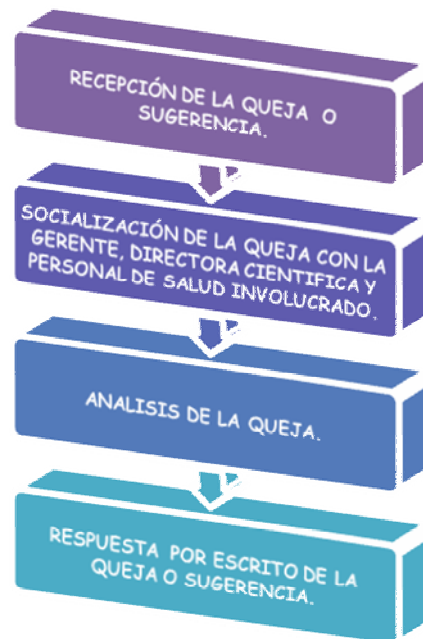 RECEPCIÓN DE LA QUEJA O
SUGERENCIA.
SOCIALIZACIÓN DE LA QUEJA CON LA
GERENTE, DIRECTORA CIENTIFICA Y
PERSONAL DE SALUD INVOLUCRADO.
ANALISIS DE LA QUEJA.
RESPUESTA POR ESCRITO DE LA
QUEJA O SUGERENCIA.